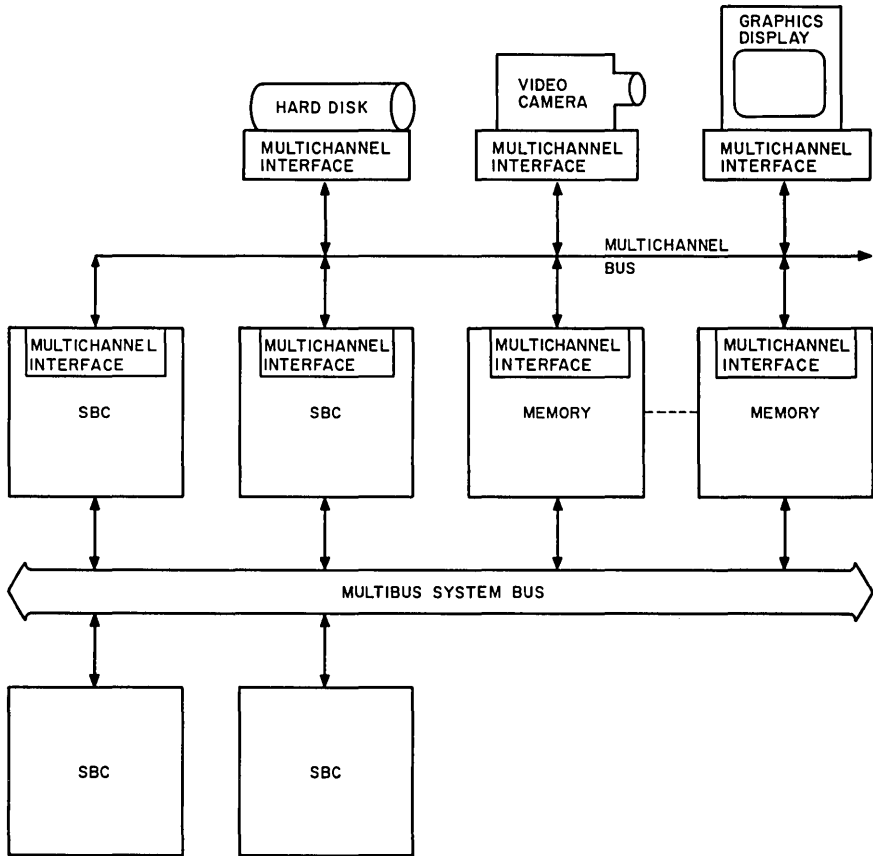 GRAPHICS
DISPLAY
VIDEO
CAMERA
HARD DISK
MULTICHANNEL
INTERFACE
MULTICHANNEL
INTERFACE
MULTICHANNEL
INTERFACE
MULTICHANNEL
BUS
MULTICHANNEL
INTERFACE
SBC
MULTICHANNEL
INTERFACE
SBC
MULTICHANNEL
INTERFACE
MEMORY
MULTICHANNEL
INTERFACE
MEMORY
MULTIBUS SYSTEM BUS
SBC
SBC